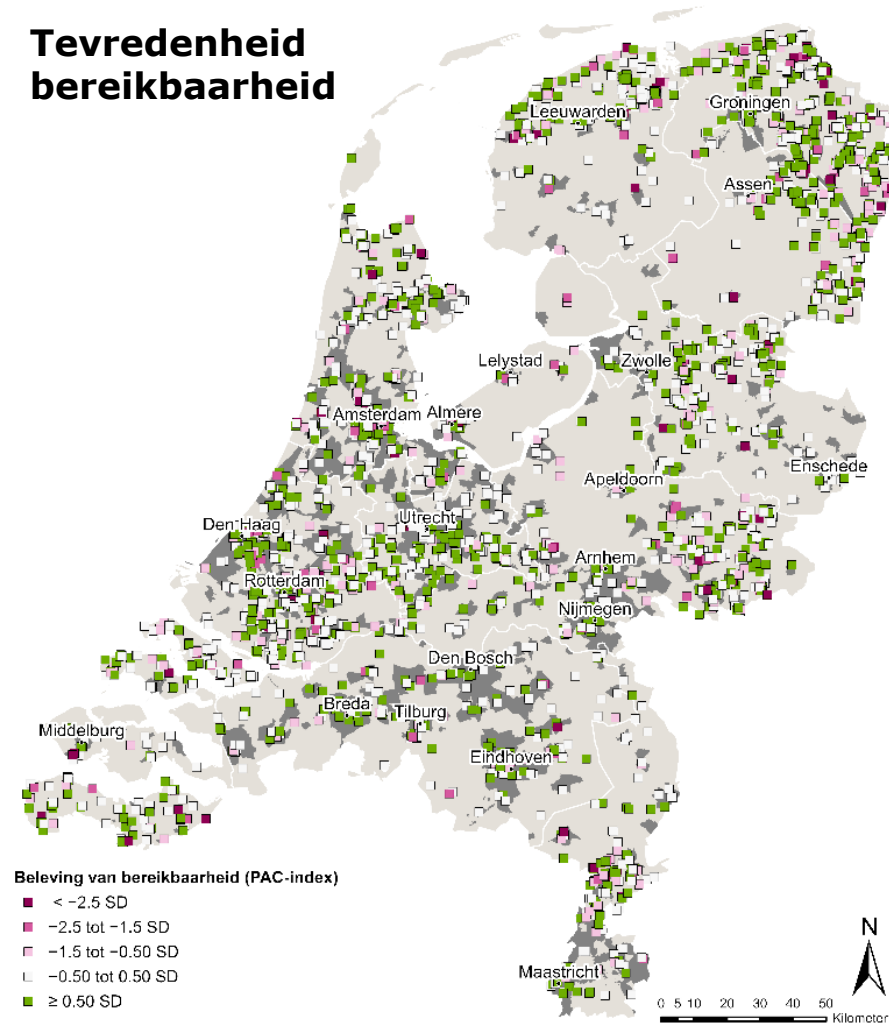 Tevredenheid
bereikbaarheid
Leeuwarden
Groningen
Assen
Lelystad
Zwolle
Amsterdam
Almere
Enschede
Apeldoorn
Den Haag
Utrecht
Arnhem
Rotterdam
Nijmegen
Den Bosch
Breda
Tilburg
Middelburg
Eindhoven
Maastricht
Beleving van bereikbaarheid (PAC-index)
< −2.5 SD
−2.5 tot −1.5 SD
−1.5 tot −0.50 SD
−0.50 tot 0.50 SD
≥ 0.50 SD
N
0 5 10 20 30 40 50
Kilometer